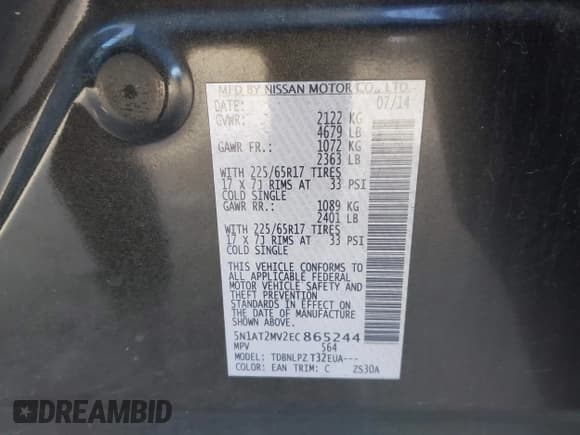 MFD BY NISSAN MOTOR CO., LTD.
DATE: 07/14
GVWR: 2122 KG
4679 LB
GAWR FR.: 1072 KG
2363 LB
WITH 225/65R17 TIRES
17 X 7J RIMS AT 33 PSI
COLD SINGLE
GAWR RR.: 1089 KG
2401 LB
WITH 225/65R17 TIRES
17 X 7J RIMS AT 33 PSI
COLD SINGLE
THIS VEHICLE CONFORMS TO
ALL APPLICABLE FEDERAL
MOTOR VEHICLE SAFETY AND
THEFT PREVENTION
STANDARDS IN EFFECT ON
THE DATE OF MANUFACTURE
SHOWN ABOVE.
5N1AT2MV2EC865244
MPV 564
MODEL: TDBNLPZ T32EUA---
COLOR: EAN TRIM: C ZS30A
DREAMBID